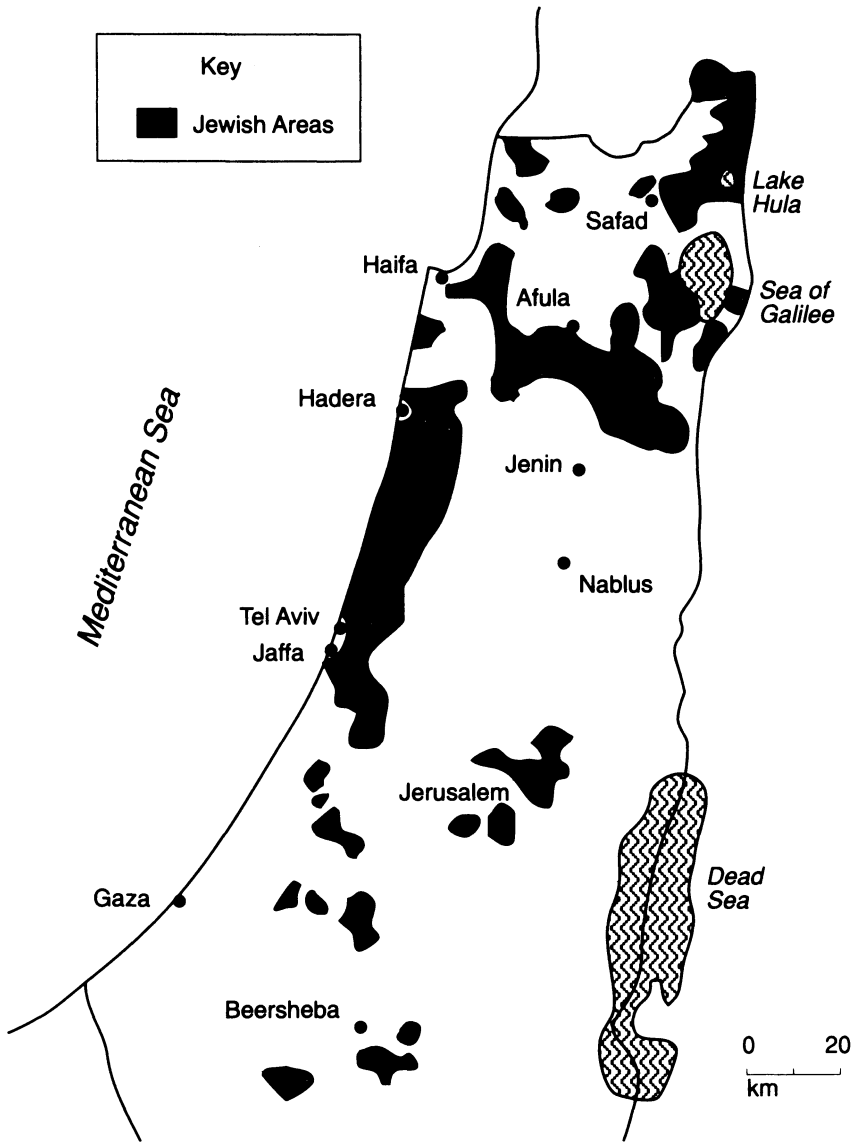 Key
Jewish Areas
Lake
Hula
Safad
Haifa
Afula
Sea of
Galilee
Hadera
Mediterranean Sea
Jenin
Nablus
Tel Aviv
Jaffa
Jerusalem
Dead
Sea
Gaza
Beersheba
0 20
km